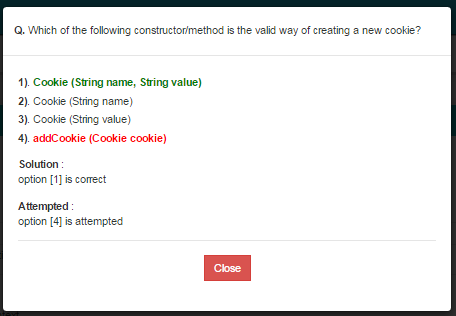 Q. Which of the following constructor/method is the valid way of creating a new cookie?
1). Cookie (String name, String value)
2). Cookie (String name)
3). Cookie (String value)
4). addCookie (Cookie cookie)
Solution :
option [1] is correct
Attempted :
option [4] is attempted
Close